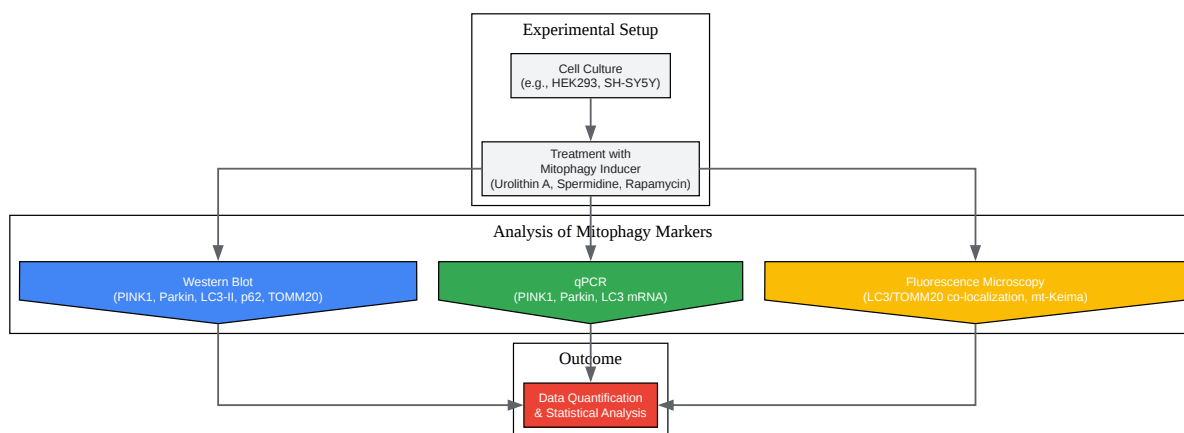 Experimental Setup
Cell Culture
(e.g., HEK293, SH-SY5Y)
Treatment with
Mitophagy Inducer
(Urolithin A, Spermidine, Rapamycin)
Analysis of Mitophagy Markers
Western Blot
(PINK1, Parkin, LC3-II, p62, TOMM20)
qPCR
(PINK1, Parkin, LC3 mRNA)
Fluorescence Microscopy
(LC3/TOMM20 co-localization, mt-Keima)
Outcome
Data Quantification
& Statistical Analysis